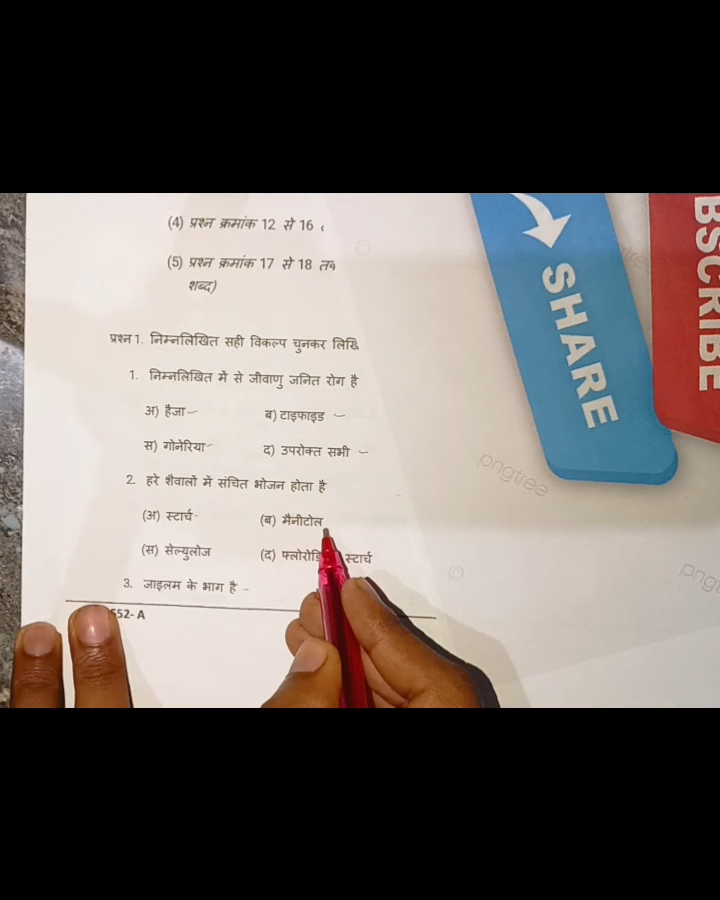 (4) प्रश्न क्रमांक 12 से 16
(5) प्रश्न क्रमांक 17 से 18 तक
शब्द)
प्रश्न 1. निम्नलिखित सही विकल्प चुनकर लिखि
1. निम्नलिखित में से जीवाणु जनित रोग है
अ) हैजा ब) टाइफाइड
स) गोनेरिया द) उपरोक्त सभी
2. हरे शैवालों में संचित भोजन होता है
(अ) स्टार्च (ब) मैनीटोल
(स) सेल्युलोज (द) फ्लोरोडि स्टार्च
3. जाइलम के भाग है –
552- A
SHARE
BSCRIBE
pngtree